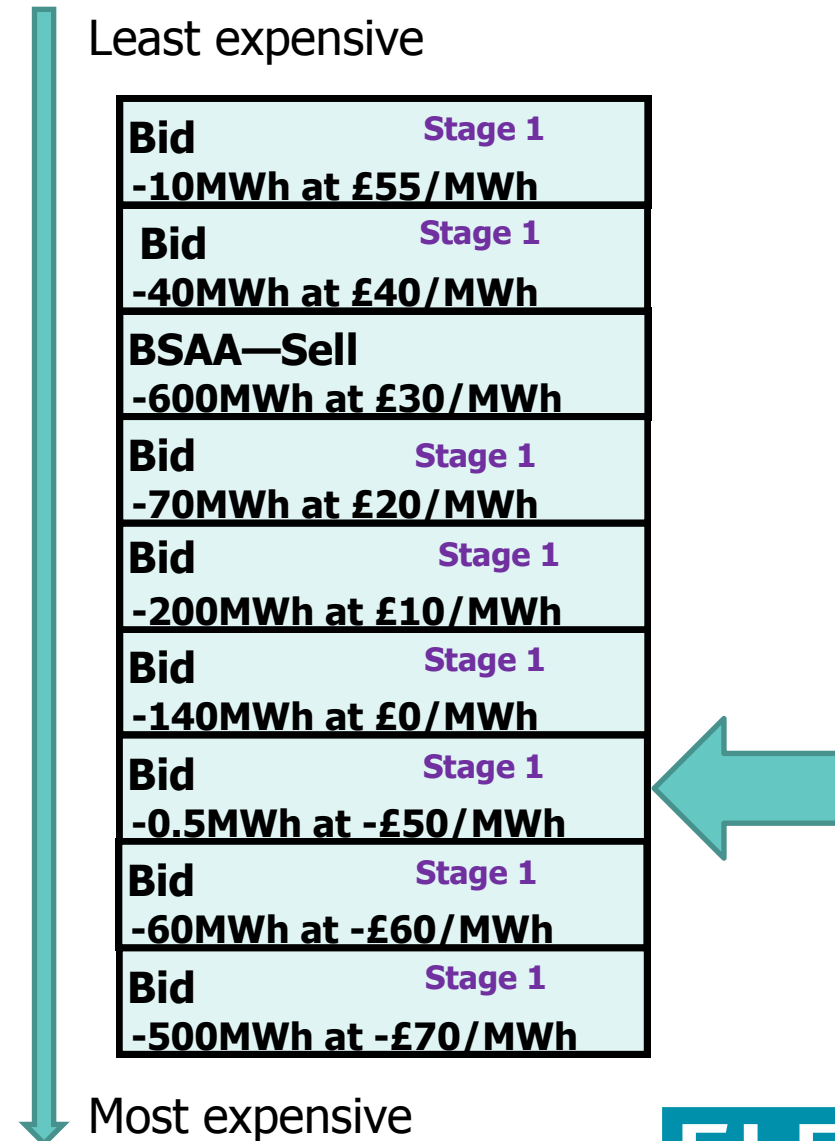 Least expensive
Bid Stage 1
-10MWh at £55/MWh
Bid Stage 1
-40MWh at £40/MWh
BSAA—Sell
-600MWh at £30/MWh
Bid Stage 1
-70MWh at £20/MWh
Bid Stage 1
-200MWh at £10/MWh
Bid Stage 1
-140MWh at £0/MWh
Bid Stage 1
-0.5MWh at -£50/MWh
Bid Stage 1
-60MWh at -£60/MWh
Bid Stage 1
-500MWh at -£70/MWh
Most expensive